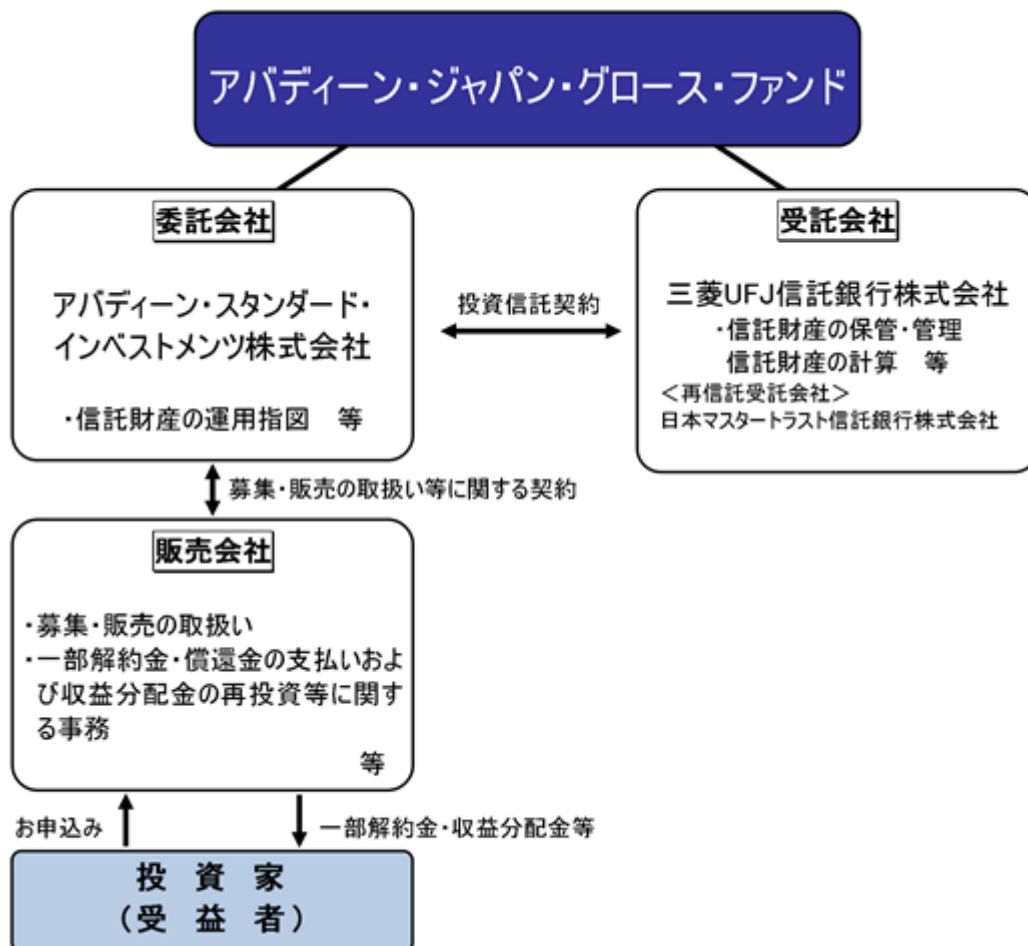 アバディーン・ジャパン・グロース・ファンド
委託会社
アバディーン・スタンダード・
インベストメンツ株式会社
・信託財産の運用指図　等
投資信託契約
受託会社
三菱UFJ信託銀行株式会社
・信託財産の保管・管理
信託財産の計算　等
＜再信託受託会社＞
日本マスタートラスト信託銀行株式会社
募集・販売の取扱い等に関する契約
販売会社
・募集・販売の取扱い
・一部解約金・償還金の支払いおよ
び収益分配金の再投資等に関す
る事務
等
お申込み
一部解約金・収益分配金等
投　資　家
（受　益　者）